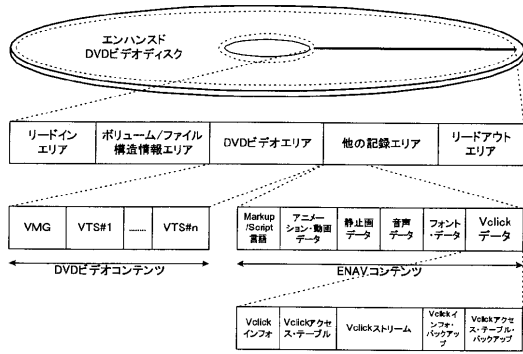 エンハンスド
DVDビデオディスク
リードイン
エリア
ボリューム/ファイル
構造情報エリア
DVDビデオエリア
他の記録エリア
リードアウト
エリア
VMG
VTS#1
........
VTS#n
DVDビデオコンテンツ
Markup
/Script
言語
アニメー
ション・動画
データ
静止画
データ
音声
データ
フォント
・データ
Vclick
データ
ENAVコンテンツ
Vclick
インフォ
Vclickアクセ
ス・テーブル
Vclickストリーム
Vclickイ
ンフォ・
バックアッ
プ
Vclickアクセ
ス・テーブル・
バックアップ